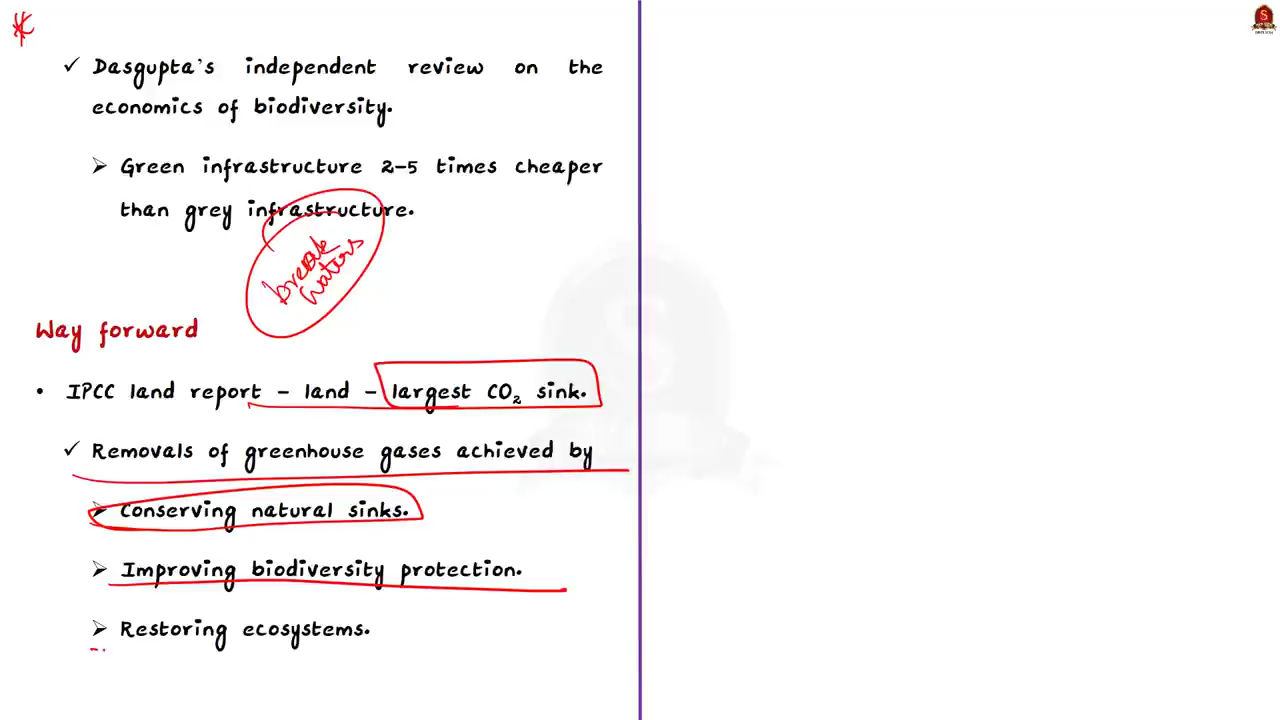 ✓ Dasgupta's independent review on the
economics of biodiversity.
➢ Green infrastructure 2-5 times cheaper
than grey infrastructure.
break
waters
Way forward
• IPCC land report - land - largest CO₂ sink.
✓ Removals of greenhouse gases achieved by
➢ Conserving natural sinks.
➢ Improving biodiversity protection.
➢ Restoring ecosystems.